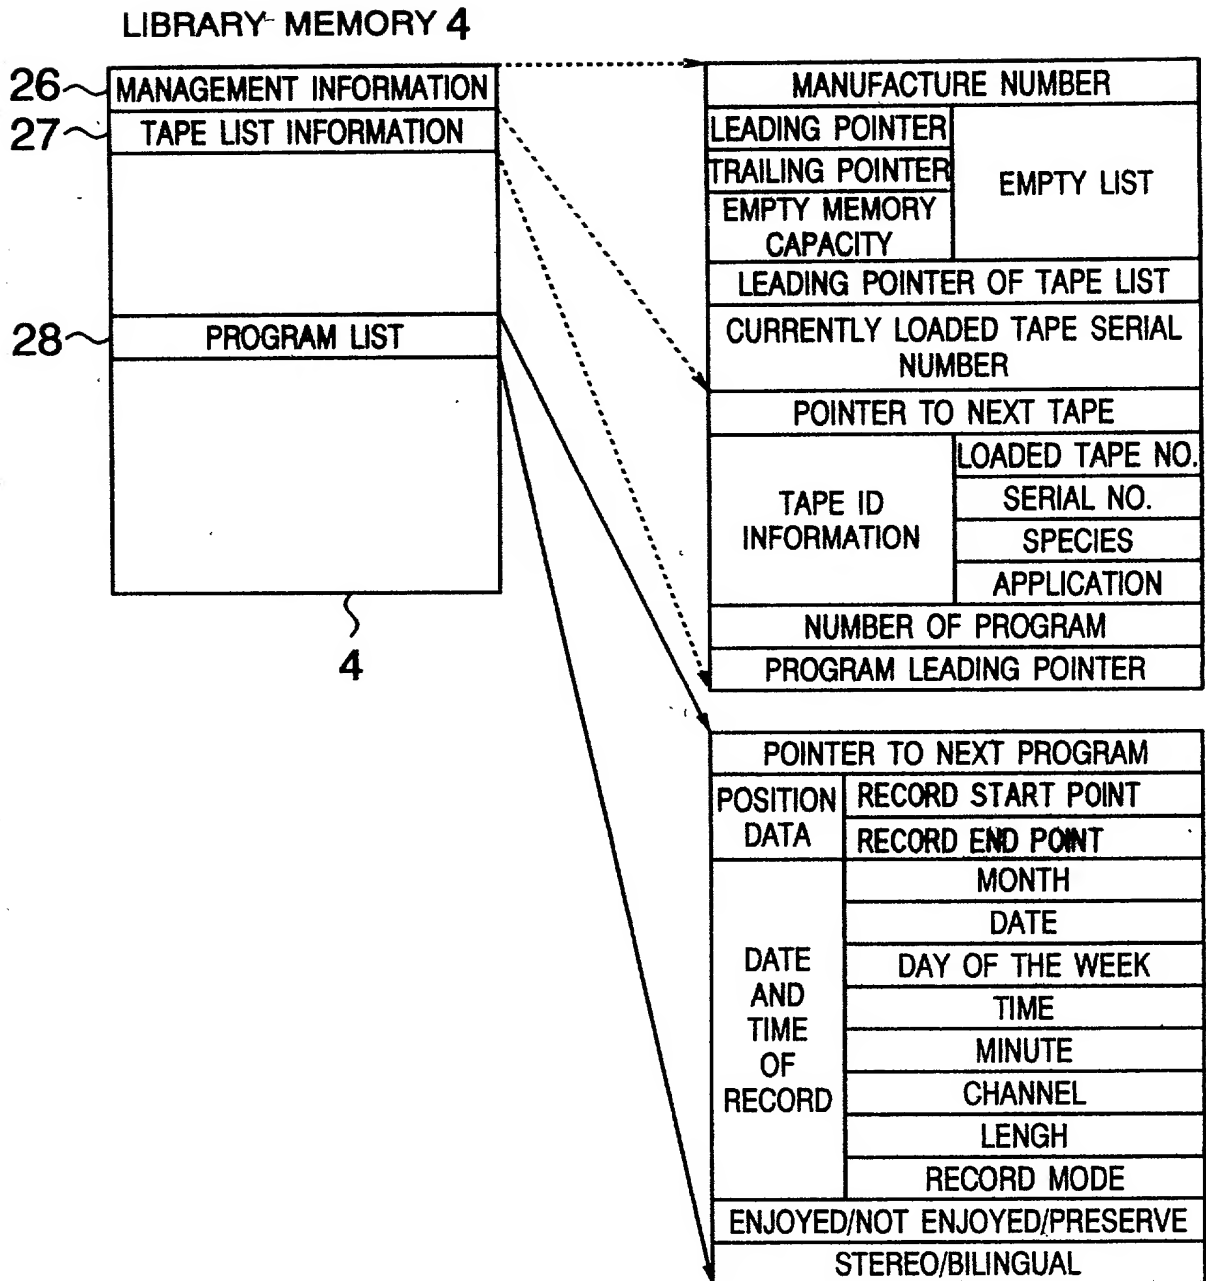 LIBRARY MEMORY 4
26
MANAGEMENT INFORMATION
27
TAPE LIST INFORMATION
28
PROGRAM LIST
4
MANUFACTURE NUMBER
LEADING POINTER
TRAILING POINTER
EMPTY MEMORY
CAPACITY
EMPTY LIST
LEADING POINTER OF TAPE LIST
CURRENTLY LOADED TAPE SERIAL
NUMBER
POINTER TO NEXT TAPE
TAPE ID
INFORMATION
LOADED TAPE NO.
SERIAL NO.
SPECIES
APPLICATION
NUMBER OF PROGRAM
PROGRAM LEADING POINTER
POINTER TO NEXT PROGRAM
POSITION
DATA
RECORD START POINT
RECORD END POINT
DATE
AND
TIME
OF
RECORD
MONTH
DATE
DAY OF THE WEEK
TIME
MINUTE
CHANNEL
LENGH
RECORD MODE
ENJOYED/NOT ENJOYED/PRESERVE
STEREO/BILINGUAL